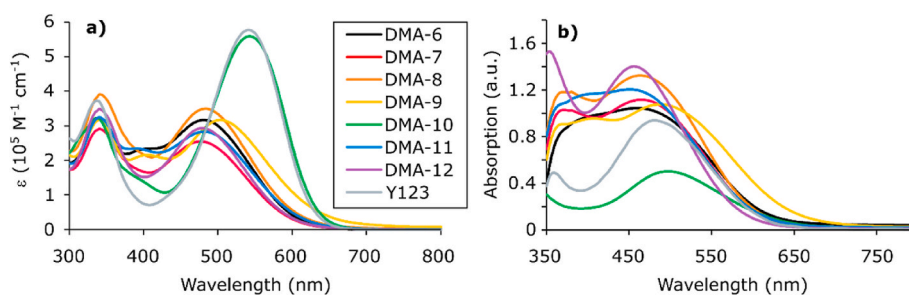 a)
ε (10⁵ M⁻¹ cm⁻¹)
6
5
4
3
2
1
0
300 400 500 600 700 800
Wavelength (nm)
DMA-6
DMA-7
DMA-8
DMA-9
DMA-10
DMA-11
DMA-12
Y123
b)
Absorption (a.u.)
1.6
1.2
0.8
0.4
0
350 450 550 650 750
Wavelength (nm)